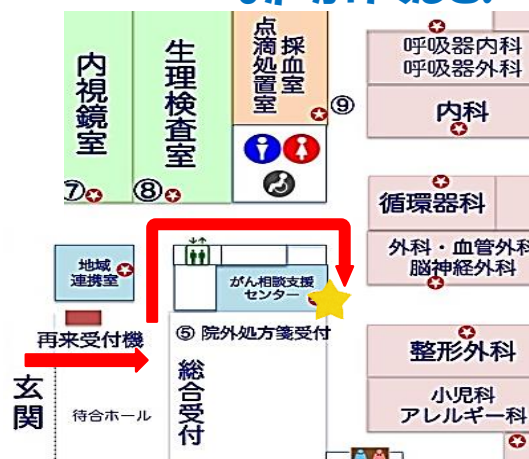 内視鏡室
⑦
生理検査室
⑧
点滴処置室
採血室
⑨
呼吸器内科
呼吸器外科
内科
循環器科
外科・血管外科
脳神経外科
整形外科
小児科
アレルギー科
地域
連携室
再来受付機
玄関
待合ホール
がん相談支援
センター
⑤ 院外処方箋受付
総合受付